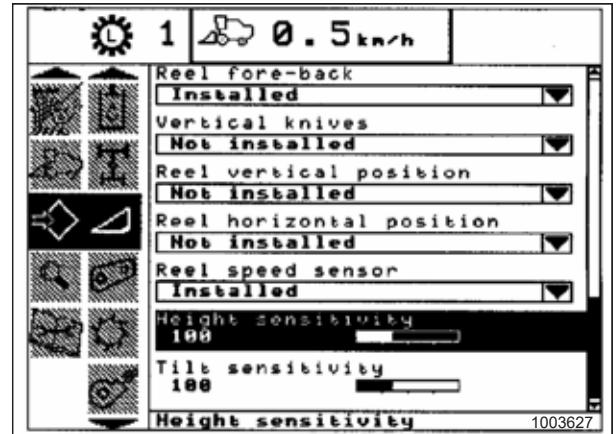 L 1 0.5km/h
Reel fore-back
Installed
Vertical knives
Not installed
Reel vertical position
Not installed
Reel horizontal position
Not installed
Reel speed sensor
Installed
Height sensitivity
100
Tilt sensitivity
100
Height sensitivity
1003627